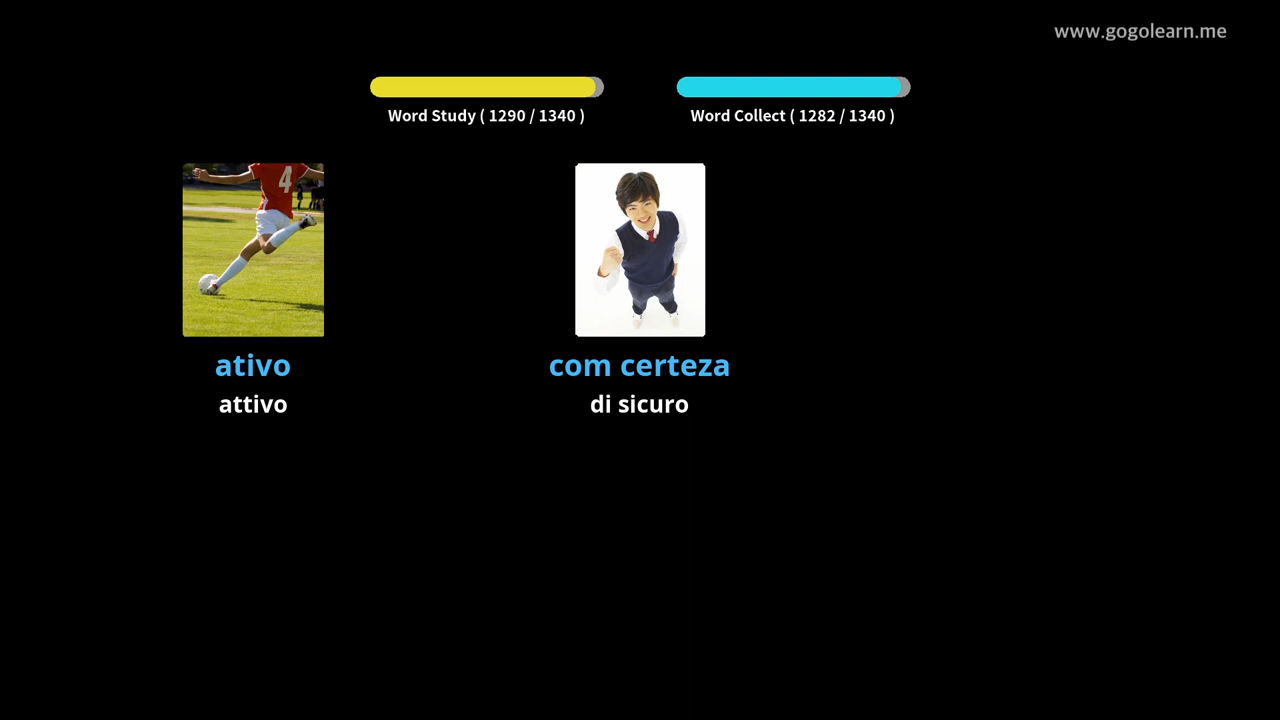 www.gogolearn.me
Word Study ( 1290 / 1340 )
Word Collect ( 1282 / 1340 )
4
ativo
com certeza
attivo
di sicuro